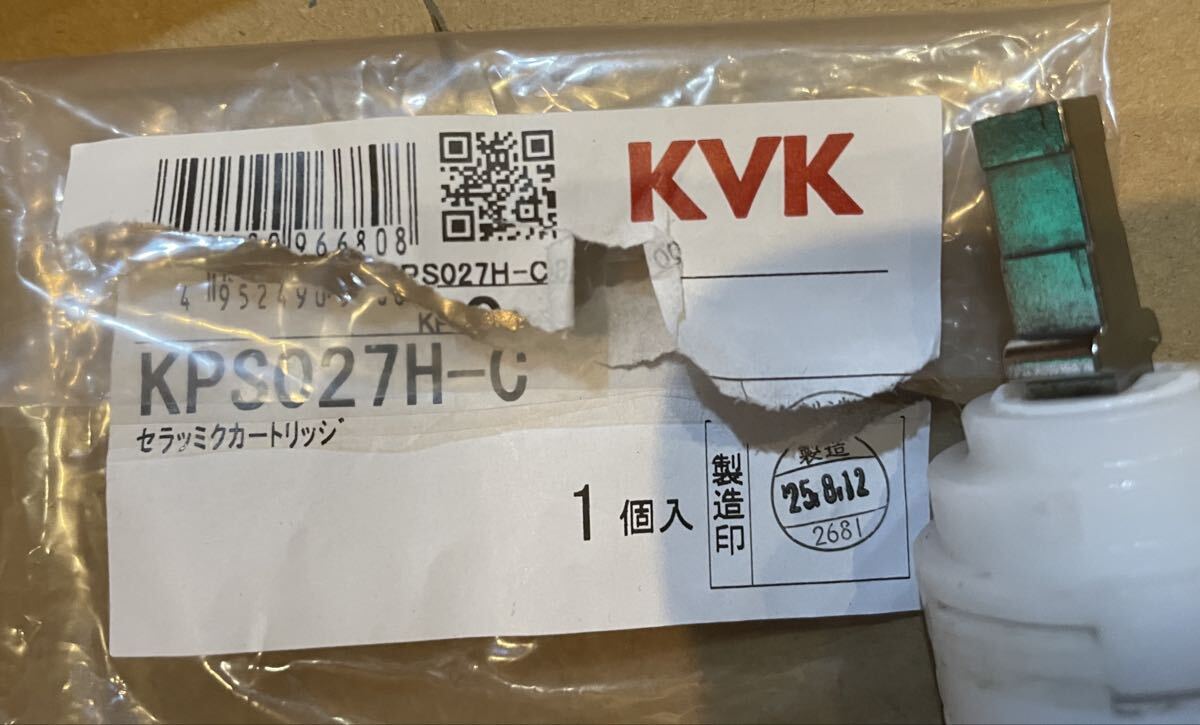 KVK
966808
PS027H-C
4 952490
KPS027H-C
セラッミクカートリッジ
1 個入
製造印
製造
'25.8.12
2681